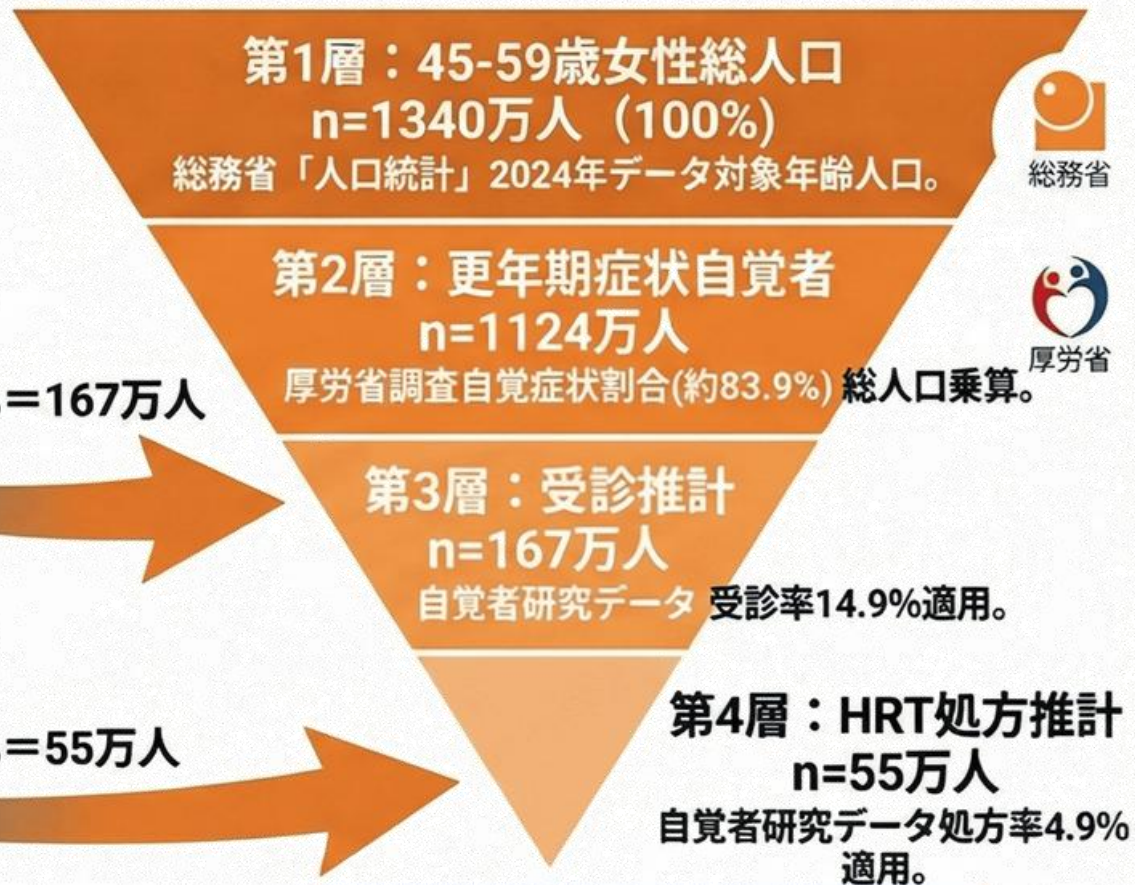 第1層：45-59歳女性総人口
n=1340万人（100%)
総務省「人口統計」2024年データ対象年齢人口。
総務省
第2層：更年期症状自覚者
n=1124万人
厚労省調査自覚症状割合(約83.9%) 総人口乗算。
厚労省
＝167万人
第3層：受診推計
n=167万人
自覚者研究データ 受診率14.9%適用。
＝55万人
第4層：HRT処方推計
n=55万人
自覚者研究データ処方率4.9%
適用。